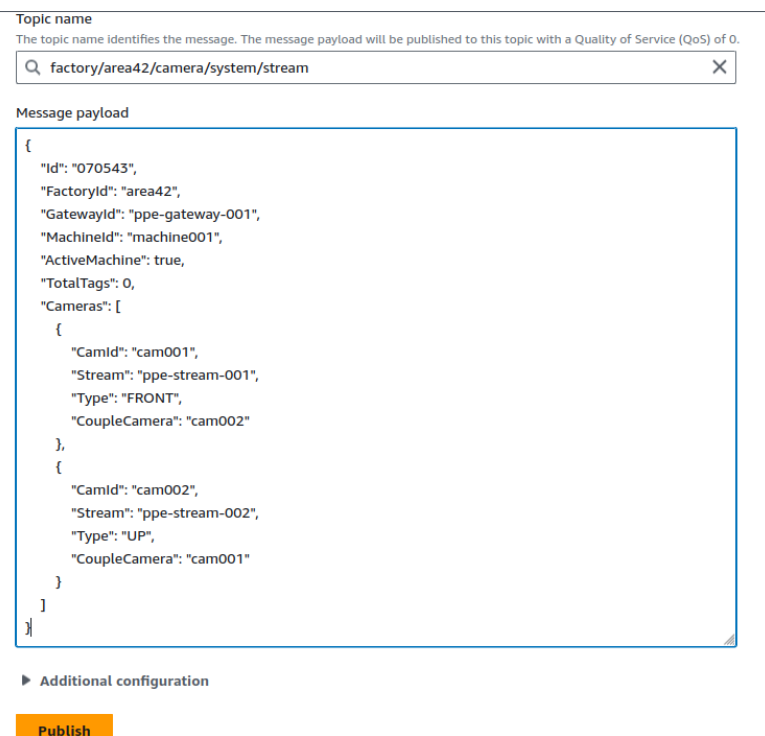 Topic name
The topic name identifies the message. The message payload will be published to this topic with a Quality of Service (QoS) of 0.
factory/area42/camera/system/stream
Message payload
{
"Id": "070543",
"FactoryId": "area42",
"GatewayId": "ppe-gateway-001",
"MachineId": "machine001",
"ActiveMachine": true,
"TotalTags": 0,
"Cameras": [
{
"CamId": "cam001",
"Stream": "ppe-stream-001",
"Type": "FRONT",
"CoupleCamera": "cam002"
},
{
"CamId": "cam002",
"Stream": "ppe-stream-002",
"Type": "UP",
"CoupleCamera": "cam001"
}
]
}
Additional configuration
Publish